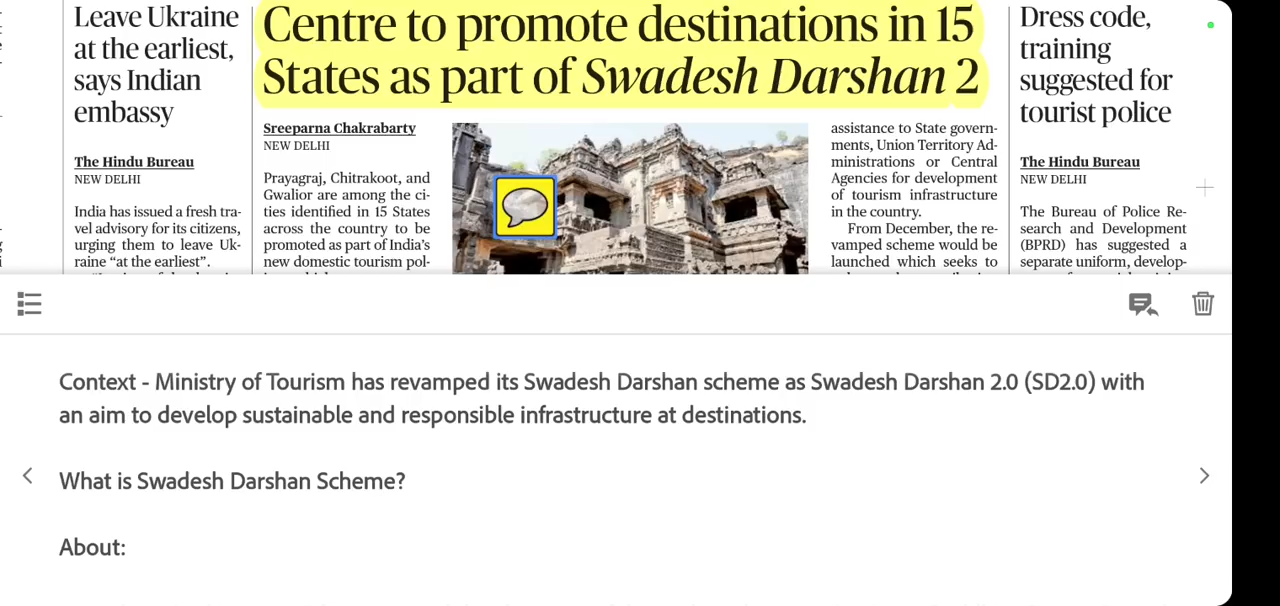 Leave Ukraine
at the earliest,
says Indian
embassy
The Hindu Bureau
NEW DELHI
India has issued a fresh tra-
vel advisory for its citizens,
urging them to leave Uk-
raine “at the earliest”.
Centre to promote destinations in 15
States as part of Swadesh Darshan 2
Sreeparna Chakrabarty
NEW DELHI
Prayagraj, Chitrakoot, and
Gwalior are among the ci-
ties identified in 15 States
across the country to be
promoted as part of India’s
new domestic tourism pol-
assistance to State govern-
ments, Union Territory Ad-
ministrations or Central
Agencies for development
of tourism infrastructure
in the country.
From December, the re-
vamped scheme would be
launched which seeks to
Dress code,
training
suggested for
tourist police
The Hindu Bureau
NEW DELHI
The Bureau of Police Re-
search and Development
(BPRD) has suggested a
separate uniform, develop-
Context - Ministry of Tourism has revamped its Swadesh Darshan scheme as Swadesh Darshan 2.0 (SD2.0) with
an aim to develop sustainable and responsible infrastructure at destinations.
What is Swadesh Darshan Scheme?
About: